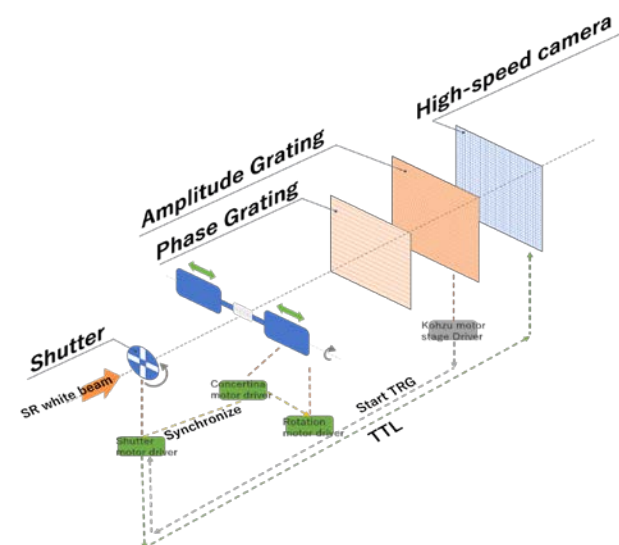 High-speed camera
Amplitude Grating
Phase Grating
Shutter
SR white beam
Kohzu motor
stage Driver
Concertina
motor driver
Start TRG
Synchronize
Rotation
motor driver
TTL
Shutter
motor driver